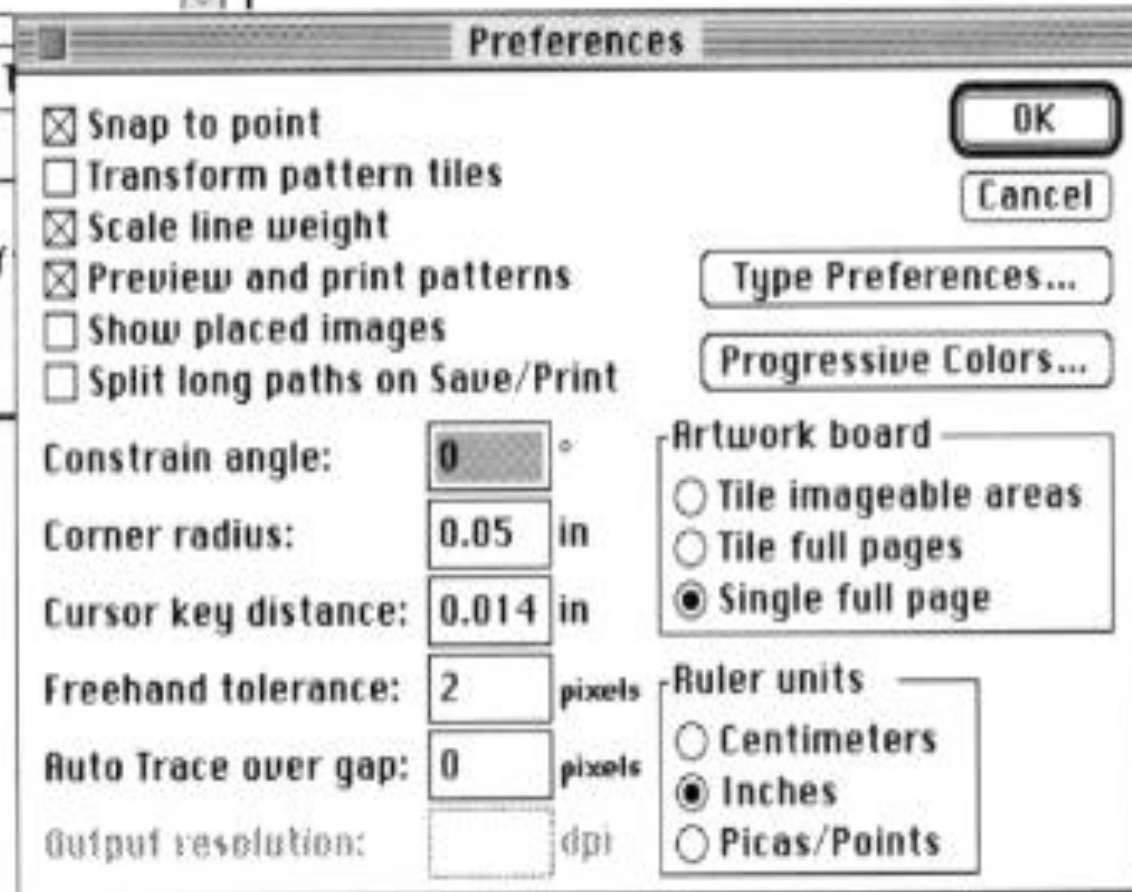 Preferences
Snap to point
Transform pattern tiles
Scale line weight
Preview and print patterns
Show placed images
Split long paths on Save/Print
OK
Cancel
Type Preferences...
Progressive Colors...
Constrain angle: 0 °
Corner radius: 0.05 in
Cursor key distance: 0.014 in
Freehand tolerance: 2 pixels
Auto Trace over gap: 0 pixels
Output resolution: dpi
Artwork board
Tile imageable areas
Tile full pages
Single full page
Ruler units
Centimeters
Inches
Picas/Points